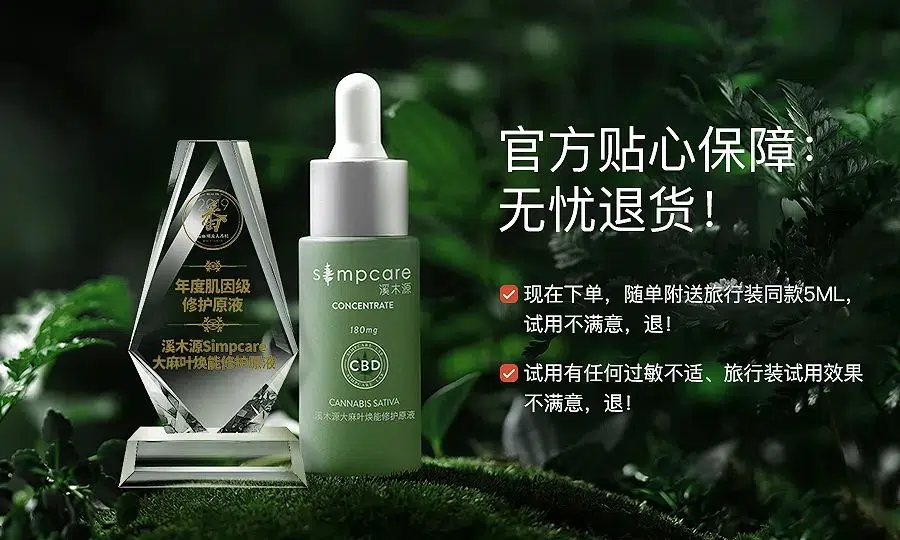 官方贴心保障：
无忧退货！
现在下单，随单附送旅行装同款5ML，
试用不满意，退！
试用有任何过敏不适、旅行装试用效果
不满意，退！
2019
年度肌因级
修护原液
溪木源Simpcare
大麻叶焕能修护原液
simpcare
溪木源
CONCENTRATE
180mg
CBD
CANNABIS SATIVA
溪木源大麻叶焕能修护原液